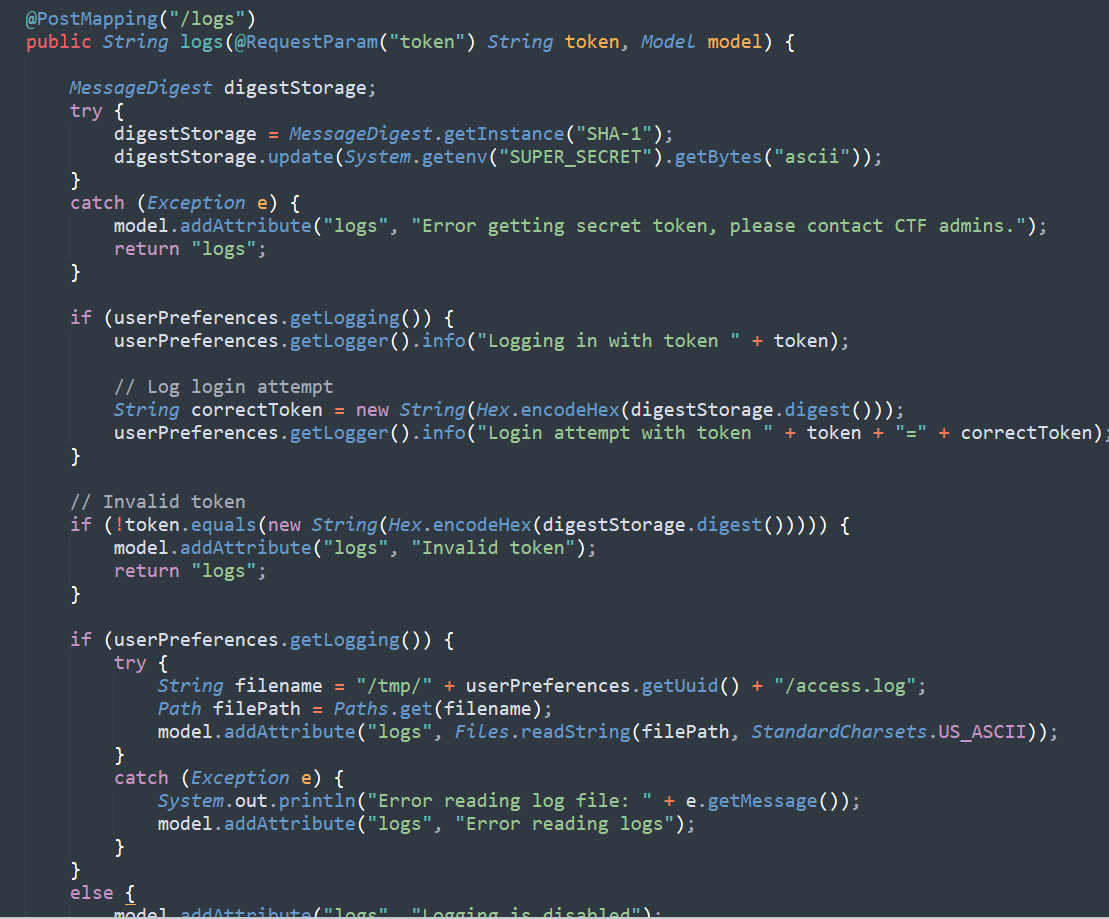 @PostMapping("/logs")
public String logs(@RequestParam("token") String token, Model model) {
MessageDigest digestStorage;
try {
digestStorage = MessageDigest.getInstance("SHA-1");
digestStorage.update(System.getenv("SUPER_SECRET").getBytes("ascii"));
}
catch (Exception e) {
model.addAttribute("logs", "Error getting secret token, please contact CTF admins.");
return "logs";
}
if (userPreferences.getLogging()) {
userPreferences.getLogger().info("Logging in with token " + token);
// Log login attempt
String correctToken = new String(Hex.encodeHex(digestStorage.digest()));
userPreferences.getLogger().info("Login attempt with token " + token + "=" + correctToken);
}
// Invalid token
if (!token.equals(new String(Hex.encodeHex(digestStorage.digest())))) {
model.addAttribute("logs", "Invalid token");
return "logs";
}
if (userPreferences.getLogging()) {
try {
String filename = "/tmp/" + userPreferences.getUuid() + "/access.log";
Path filePath = Paths.get(filename);
model.addAttribute("logs", Files.readString(filePath, StandardCharsets.US_ASCII));
}
catch (Exception e) {
System.out.println("Error reading log file: " + e.getMessage());
model.addAttribute("logs", "Error reading logs");
}
}
else {
model.addAttribute("logs", "Logging is disabled");